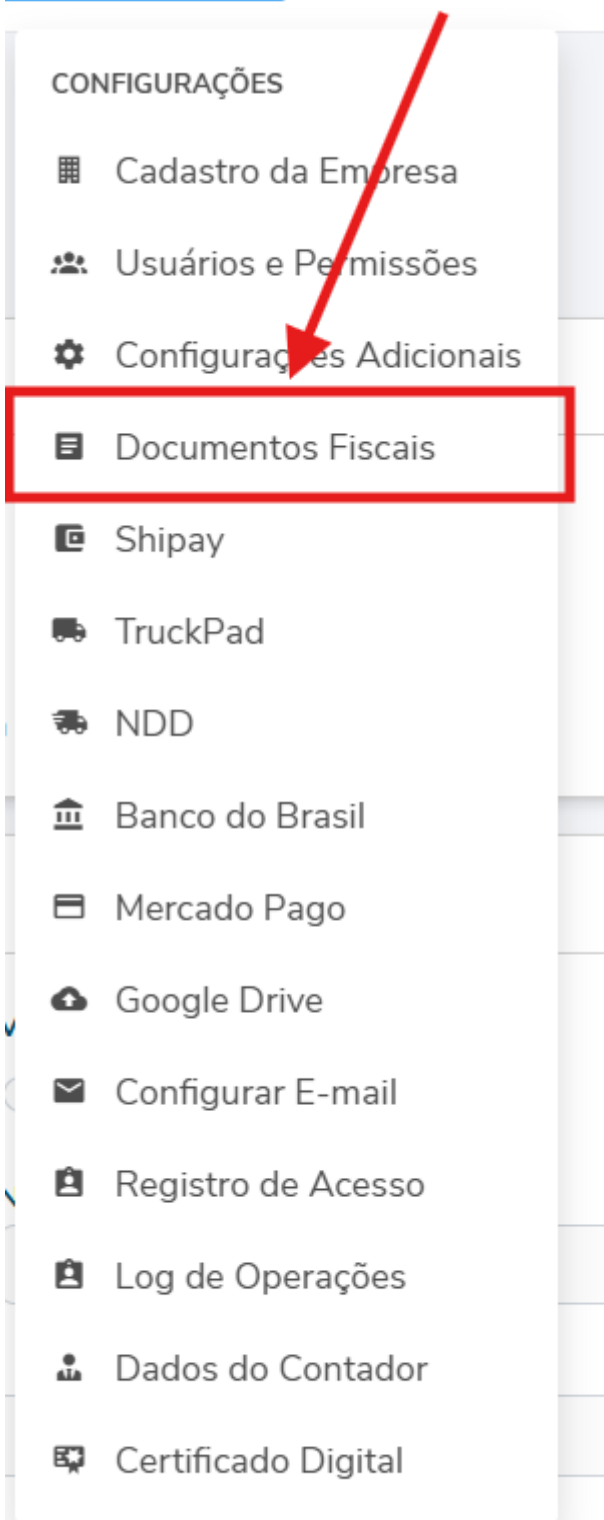 CONFIGURAÇÕES
Cadastro da Empresa
Usuários e Permissões
Configurações Adicionais
Documentos Fiscais
Shipay
TruckPad
NDD
Banco do Brasil
Mercado Pago
Google Drive
Configurar E-mail
Registro de Acesso
Log de Operações
Dados do Contador
Certificado Digital